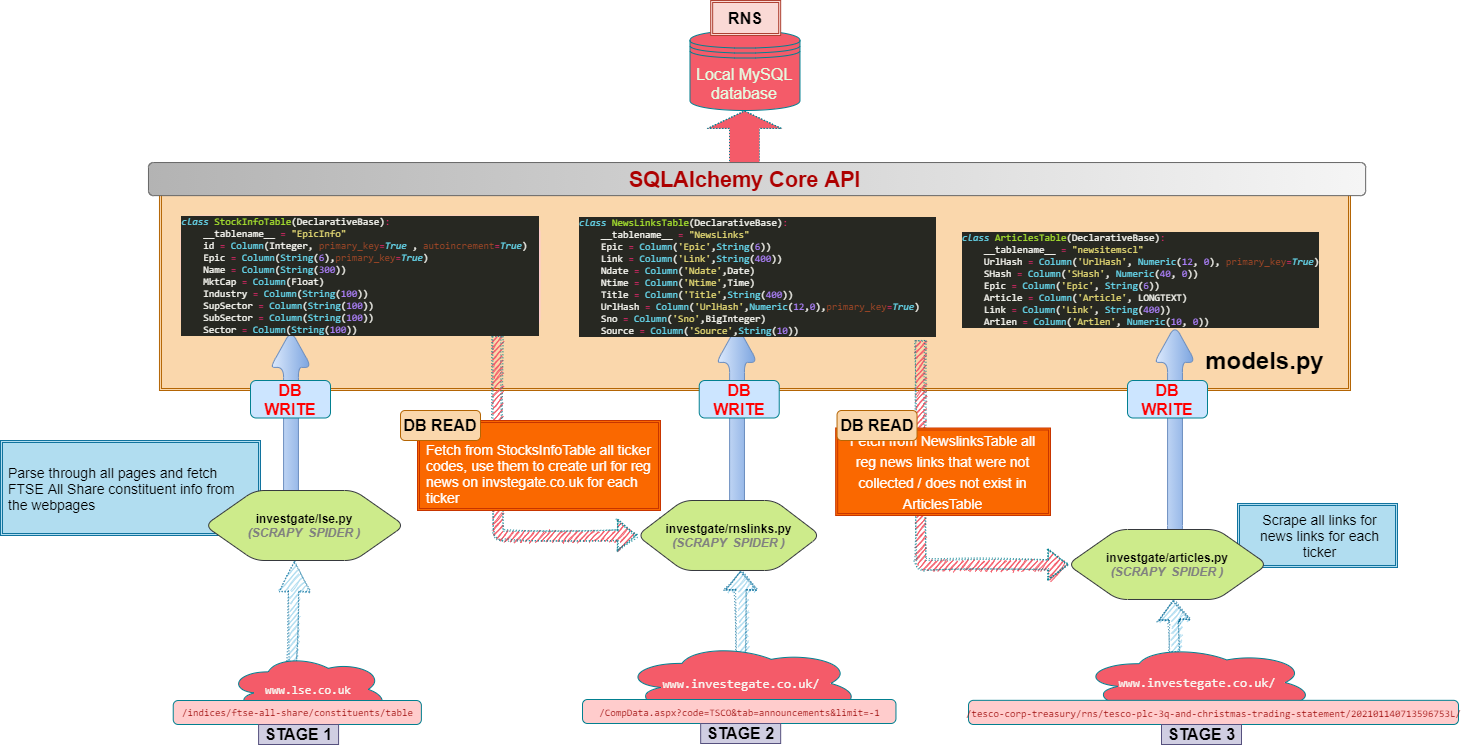 RNS
Local MySQL
database
SQLAlchemy Core API
class StockInfoTable(DeclarativeBase):
__tablename__ = "EpicInfo"
id = Column(Integer, primary_key=True , autoincrement=True)
Epic = Column(String(6),primary_key=True)
Name = Column(String(300))
MktCap = Column(Float)
Industry = Column(String(100))
SupSector = Column(String(100))
SubSector = Column(String(100))
Sector = Column(String(100))
class NewsLinksTable(DeclarativeBase):
__tablename__ = "NewsLinks"
Epic = Column('Epic',String(6))
Link = Column('Link',String(400))
Ndate = Column('Ndate',Date)
Ntime = Column('Ntime',Time)
Title = Column('Title',String(400))
UrlHash = Column('UrlHash',Numeric(12,0),primary_key=True)
Sno = Column('Sno',BigInteger)
Source = Column('Source',String(10))
class ArticlesTable(DeclarativeBase):
__tablename__ = "newsitemscl"
UrlHash = Column('UrlHash', Numeric(12, 0), primary_key=True)
SHash = Column('SHash', Numeric(40, 0))
Epic = Column('Epic', String(6))
Article = Column('Article', LONGTEXT)
Link = Column('Link', String(400))
Artlen = Column('Artlen', Numeric(10, 0))
models.py
DB
WRITE
DB
WRITE
DB
WRITE
DB READ
Fetch from StocksInfoTable all ticker
codes, use them to create url for reg
news on invstegate.co.uk for each
ticker
DB READ
Fetch from NewslinksTable all
reg news links that were not
collected / does not exist in
ArticlesTable
Parse through all pages and fetch
FTSE All Share constituent info from
the webpages
investgate/lse.py
(SCRAPY SPIDER )
investgate/rnslinks.py
(SCRAPY SPIDER )
Scrape all links for
news links for each
ticker
investgate/articles.py
(SCRAPY SPIDER )
www.lse.co.uk
/indices/ftse-all-share/constituents/table
STAGE 1
www.investegate.co.uk/
/CompData.aspx?code=TSCO&tab=announcements&limit=-1
STAGE 2
www.investegate.co.uk/
/tesco-corp-treasury/rns/tesco-plc-3q-and-christmas-trading-statement/202101140713596753L/
STAGE 3